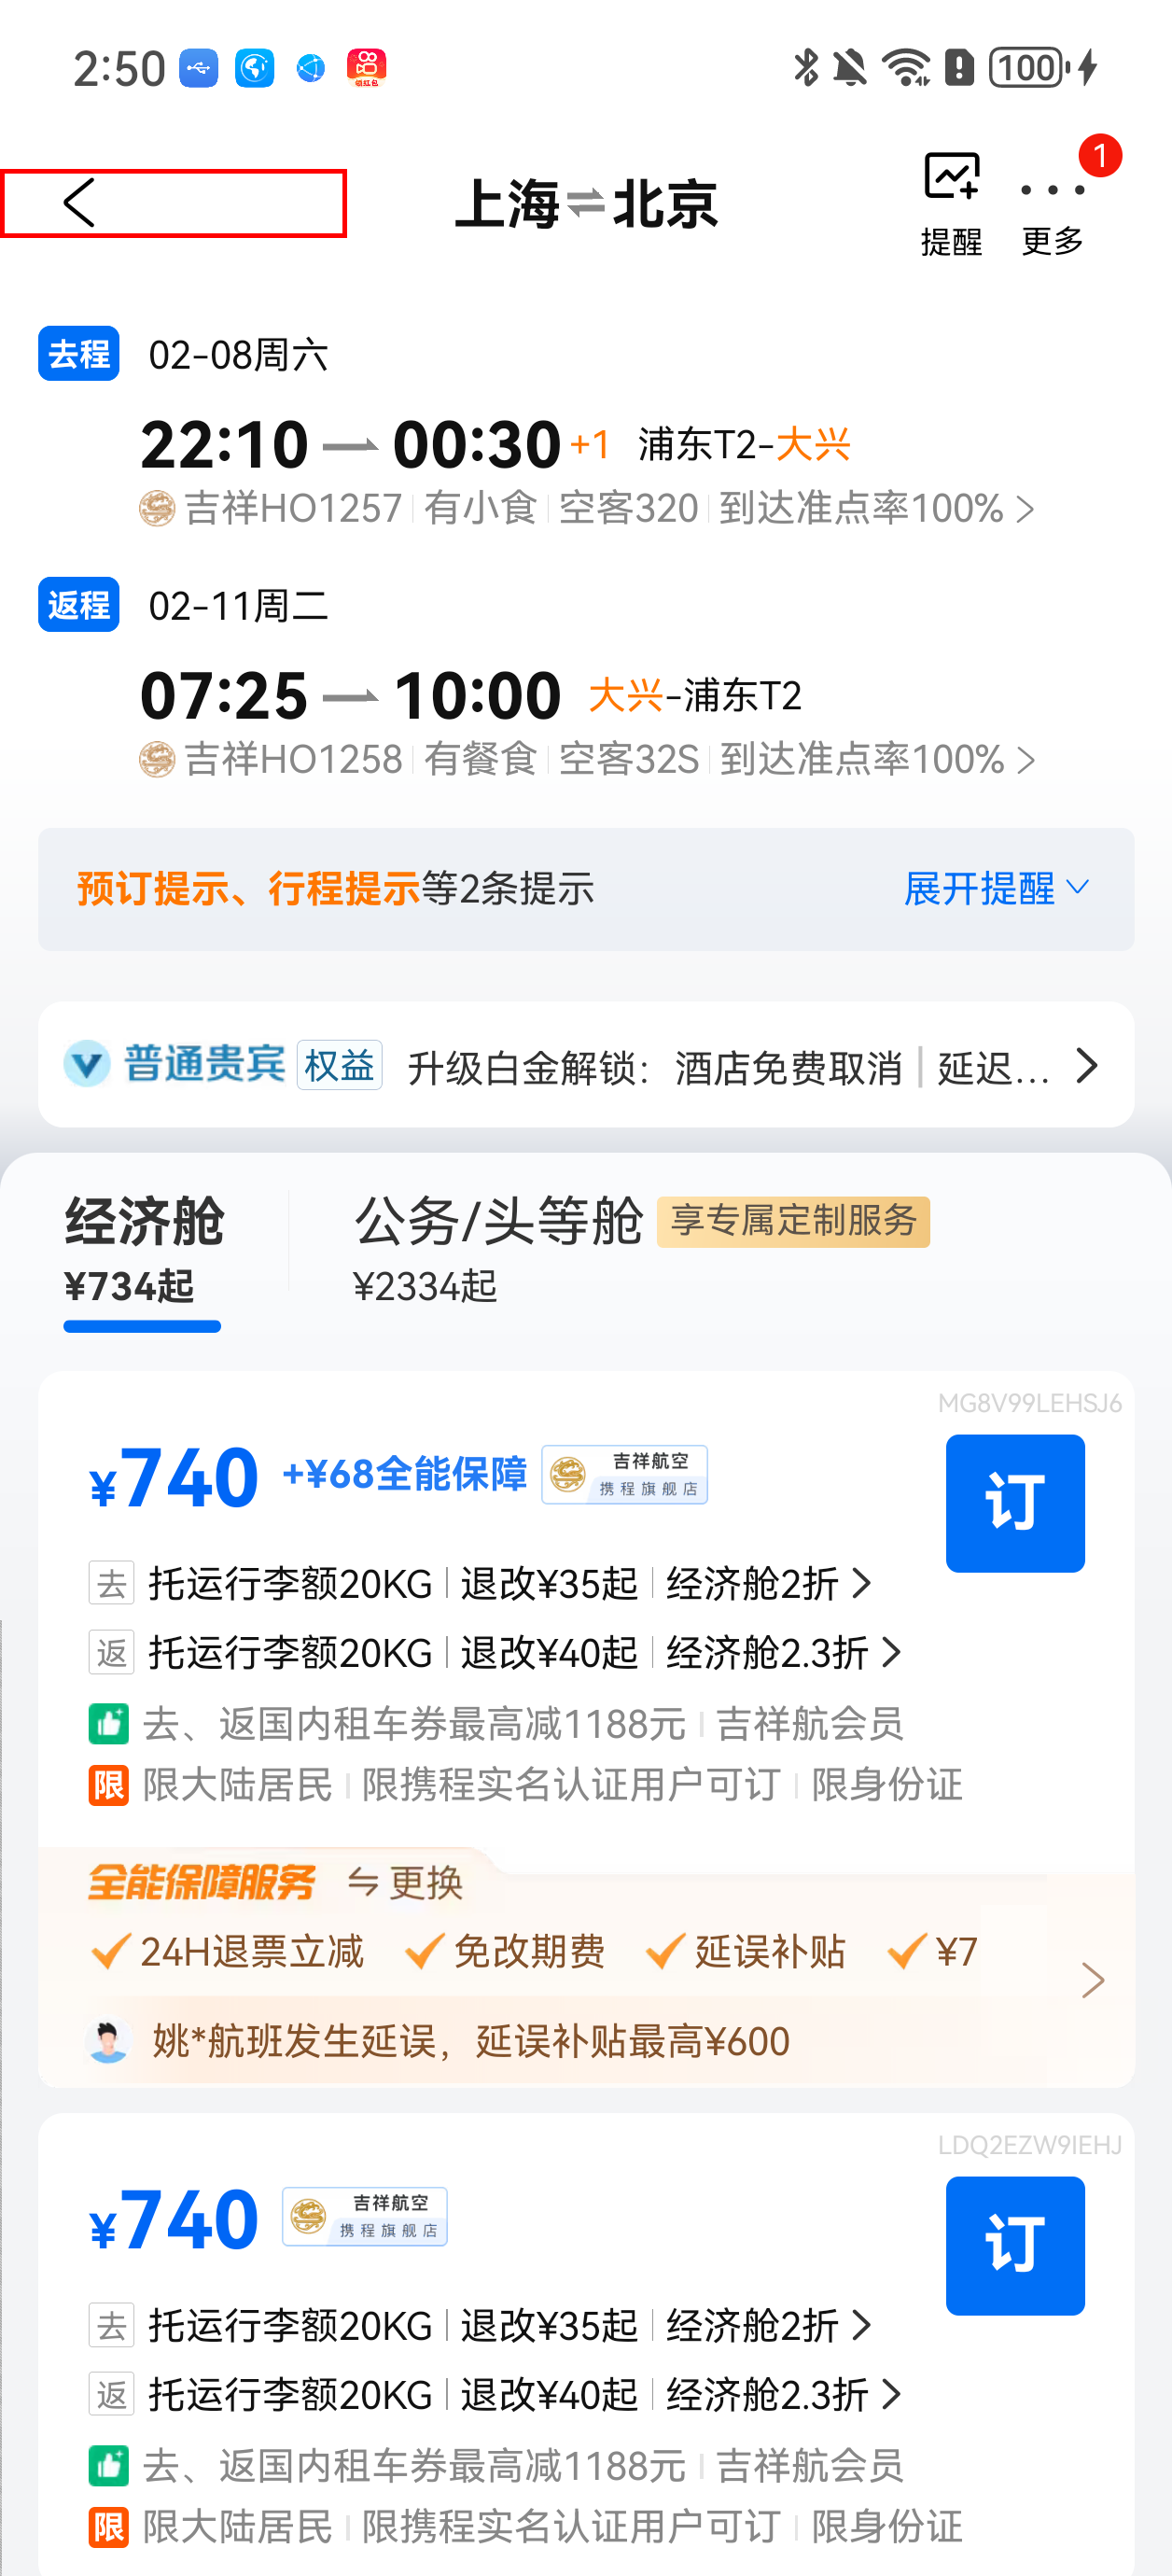 2:50
领红包
100
上海⇌北京
提醒
更多
1
去程 02-08周六
22:10 00:30 +1 浦东T2-大兴
吉祥HO1257 有小食 空客320 到达准点率100%
返程 02-11周二
07:25 10:00 大兴-浦东T2
吉祥HO1258 有餐食 空客32S 到达准点率100%
预订提示、行程提示等2条提示 展开提醒
普通贵宾 权益 升级白金解锁：酒店免费取消 延迟...
经济舱 公务/头等舱 享专属定制服务
¥734起 ¥2334起
MG8V99LEHSJ6
¥740 +¥68全能保障 吉祥航空 携程旗舰店
订
去 托运行李额20KG 退改¥35起 经济舱2折
返 托运行李额20KG 退改¥40起 经济舱2.3折
去、返国内租车券最高减1188元 吉祥航会员
限 限大陆居民 限携程实名认证用户可订 限身份证
全能保障服务 更换
24H退票立减 免改期费 延误补贴 ¥7
姚*航班发生延误，延误补贴最高¥600
LDQ2EZW9IEHJ
¥740 吉祥航空 携程旗舰店
订
去 托运行李额20KG 退改¥35起 经济舱2折
返 托运行李额20KG 退改¥40起 经济舱2.3折
去、返国内租车券最高减1188元 吉祥航会员
限 限大陆居民 限携程实名认证用户可订 限身份证